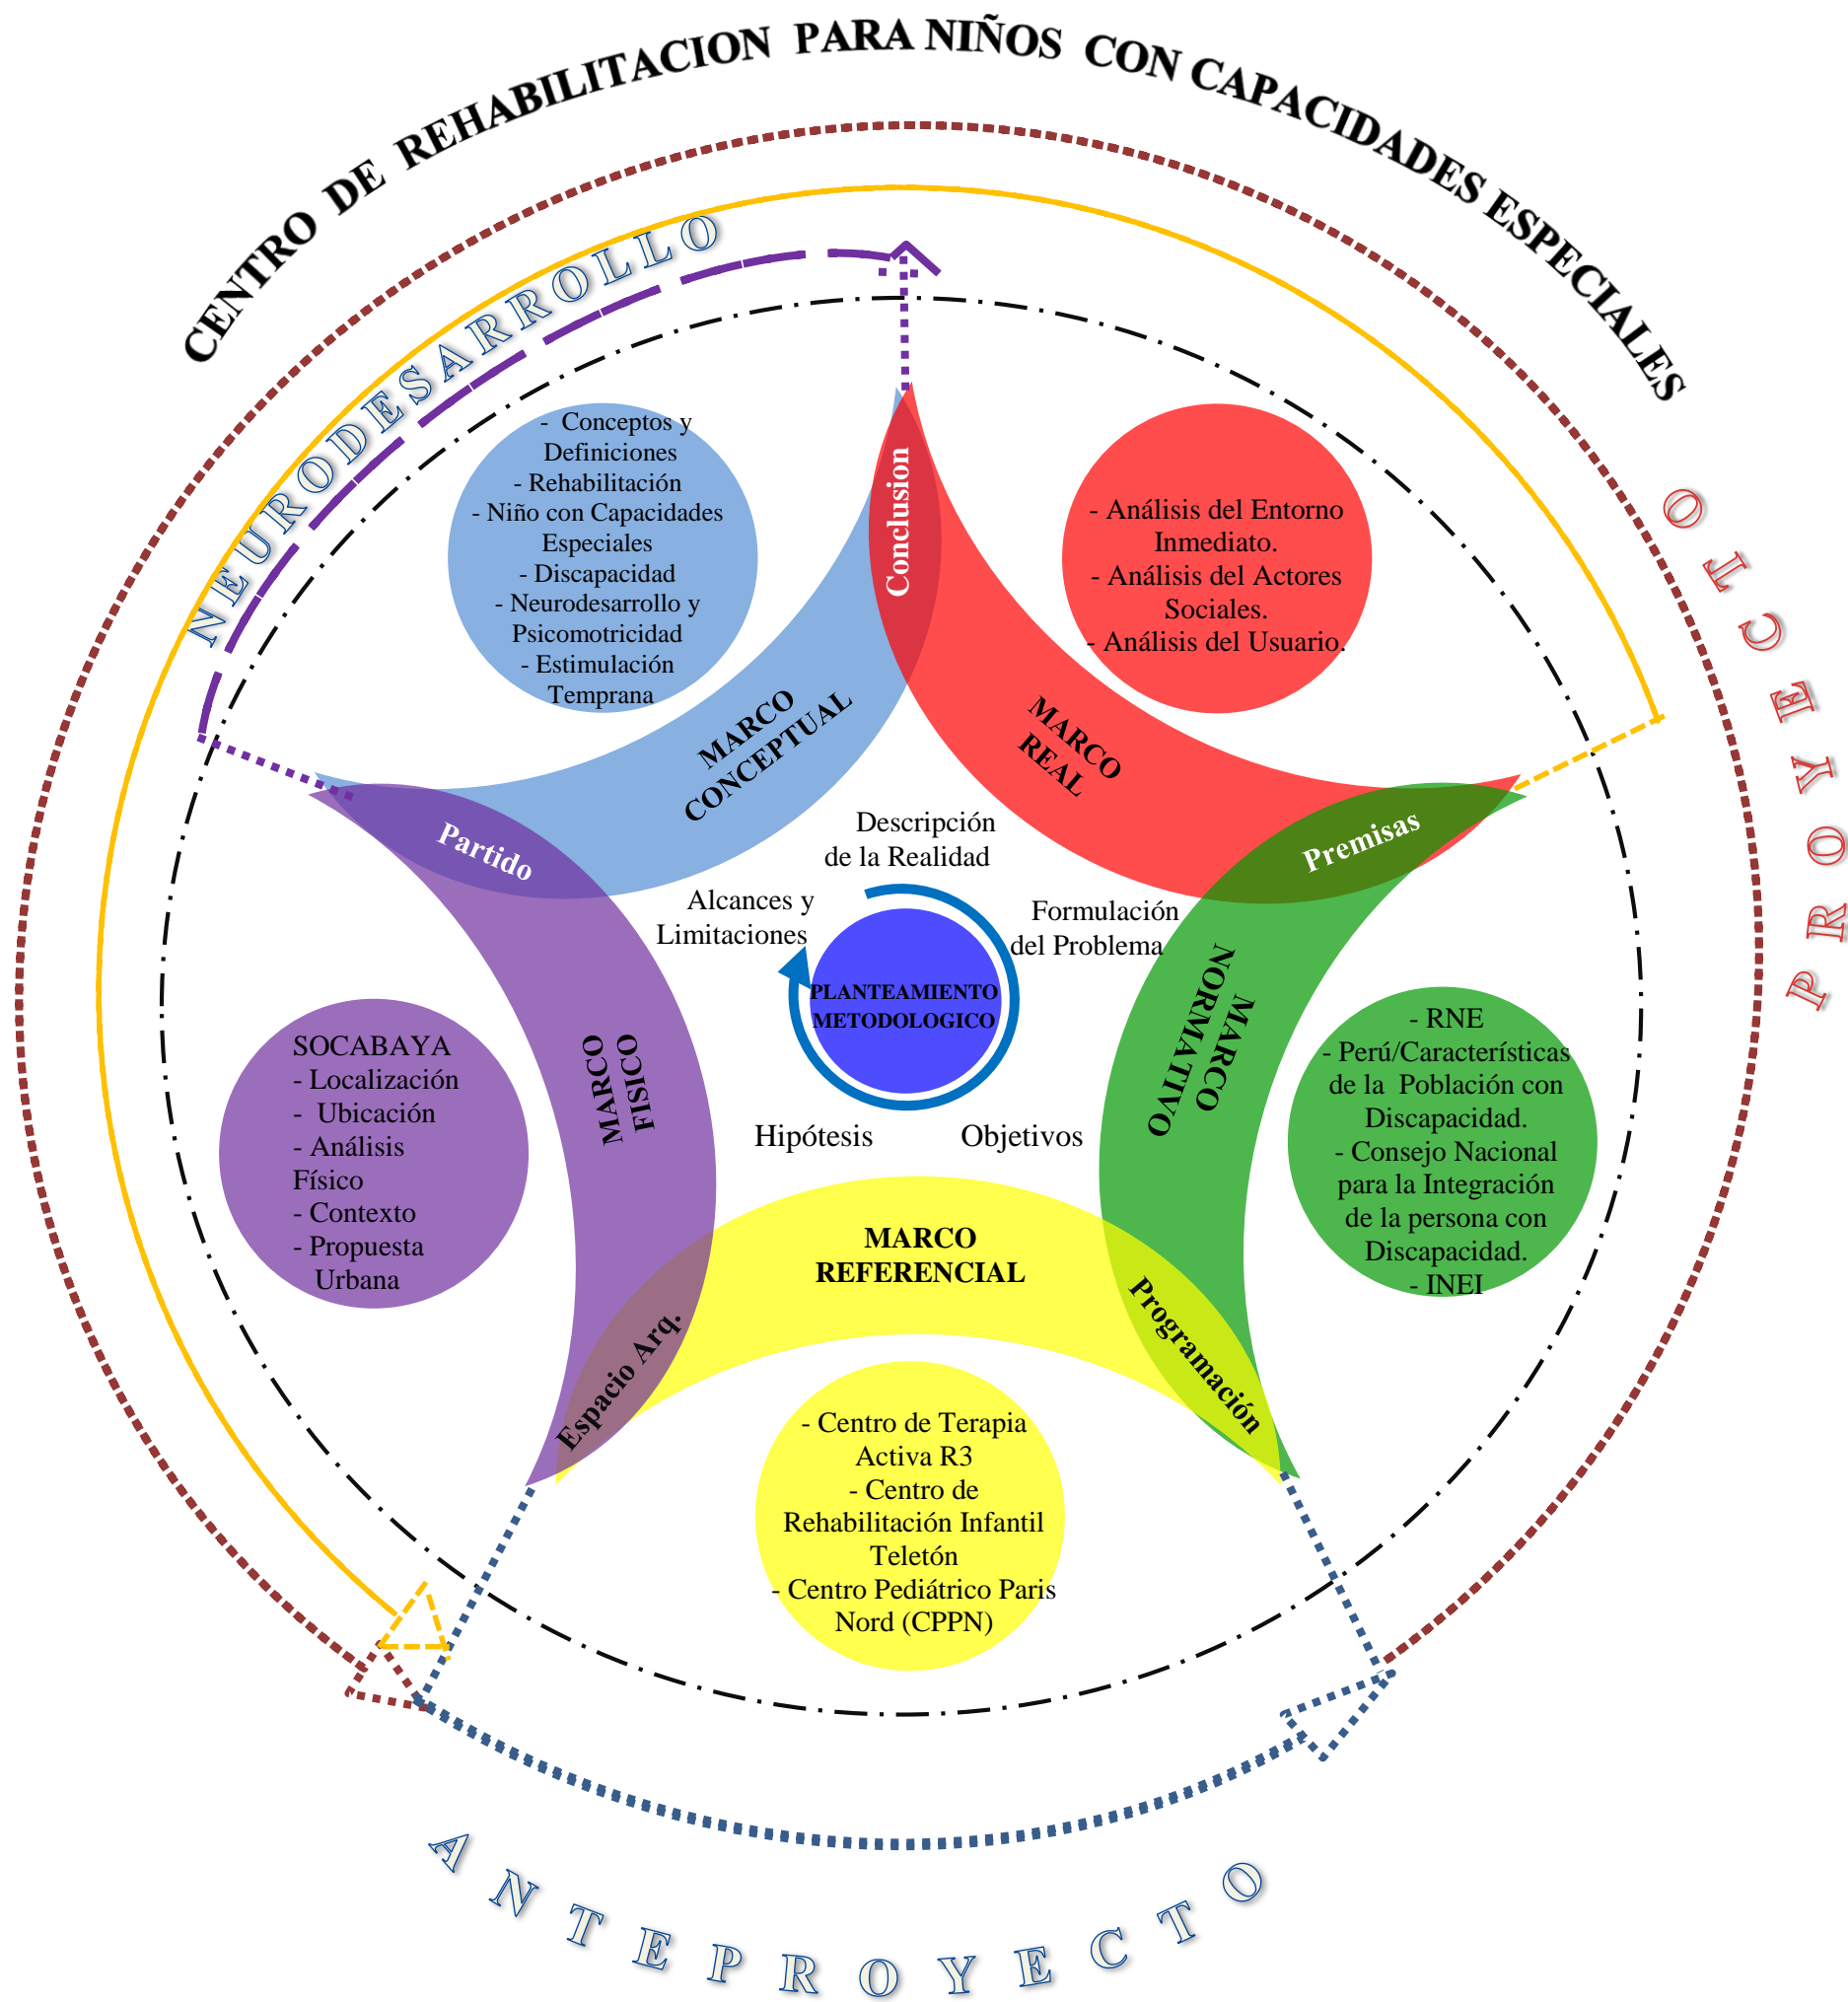 CENTRO DE REHABILITACION PARA NIÑOS CON CAPACIDADES ESPECIALES
NEURODESARROLLO
PROYECTO
- Conceptos y
Definiciones
- Rehabilitación
- Niño con Capacidades
Especiales
- Discapacidad
- Neurodesarrollo y
Psicomotricidad
- Estimulación
Temprana
Conclusion
- Análisis del Entorno
Inmediato.
- Análisis del Actores
Sociales.
- Análisis del Usuario.
MARCO
CONCEPTUAL
MARCO
REAL
Partido
Premisas
Descripción
de la Realidad
Alcances y
Limitaciones
Formulación
del Problema
PLANTEAMIENTO
METODOLOGICO
Hipótesis
Objetivos
MARCO
FISICO
MARCO
NORMATIVO
SOCABAYA
- Localización
- Ubicación
- Análisis
Físico
- Contexto
- Propuesta
Urbana
- RNE
- Perú/Características
de la Población con
Discapacidad.
- Consejo Nacional
para la Integración
de la persona con
Discapacidad.
- INEI
MARCO
REFERENCIAL
Espacio Arq.
Programación
- Centro de Terapia
Activa R3
- Centro de
Rehabilitación Infantil
Teletón
- Centro Pediátrico Paris
Nord (CPPN)
ANTEPROYECTO